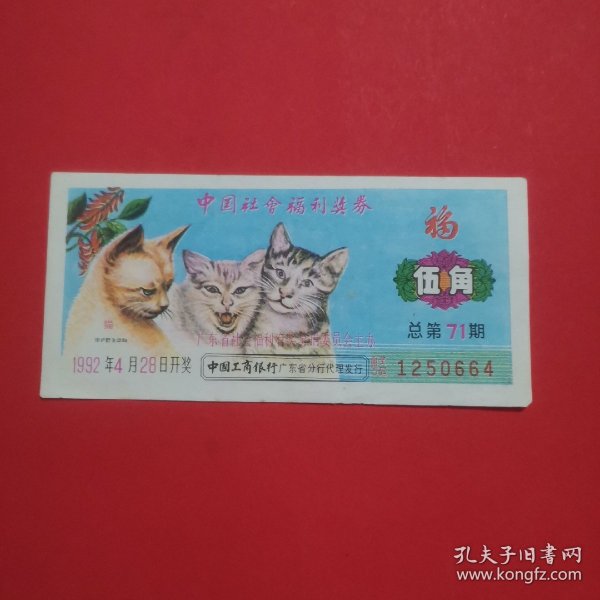 中国社會福利奖券
福
伍角
猫
广东省社会福利有奖募捐委员会主办
总第71期
1992年4月28日开奖
中国工商银行广东省分行代理发行
1250664
孔夫子旧书网
www.kongfz.com